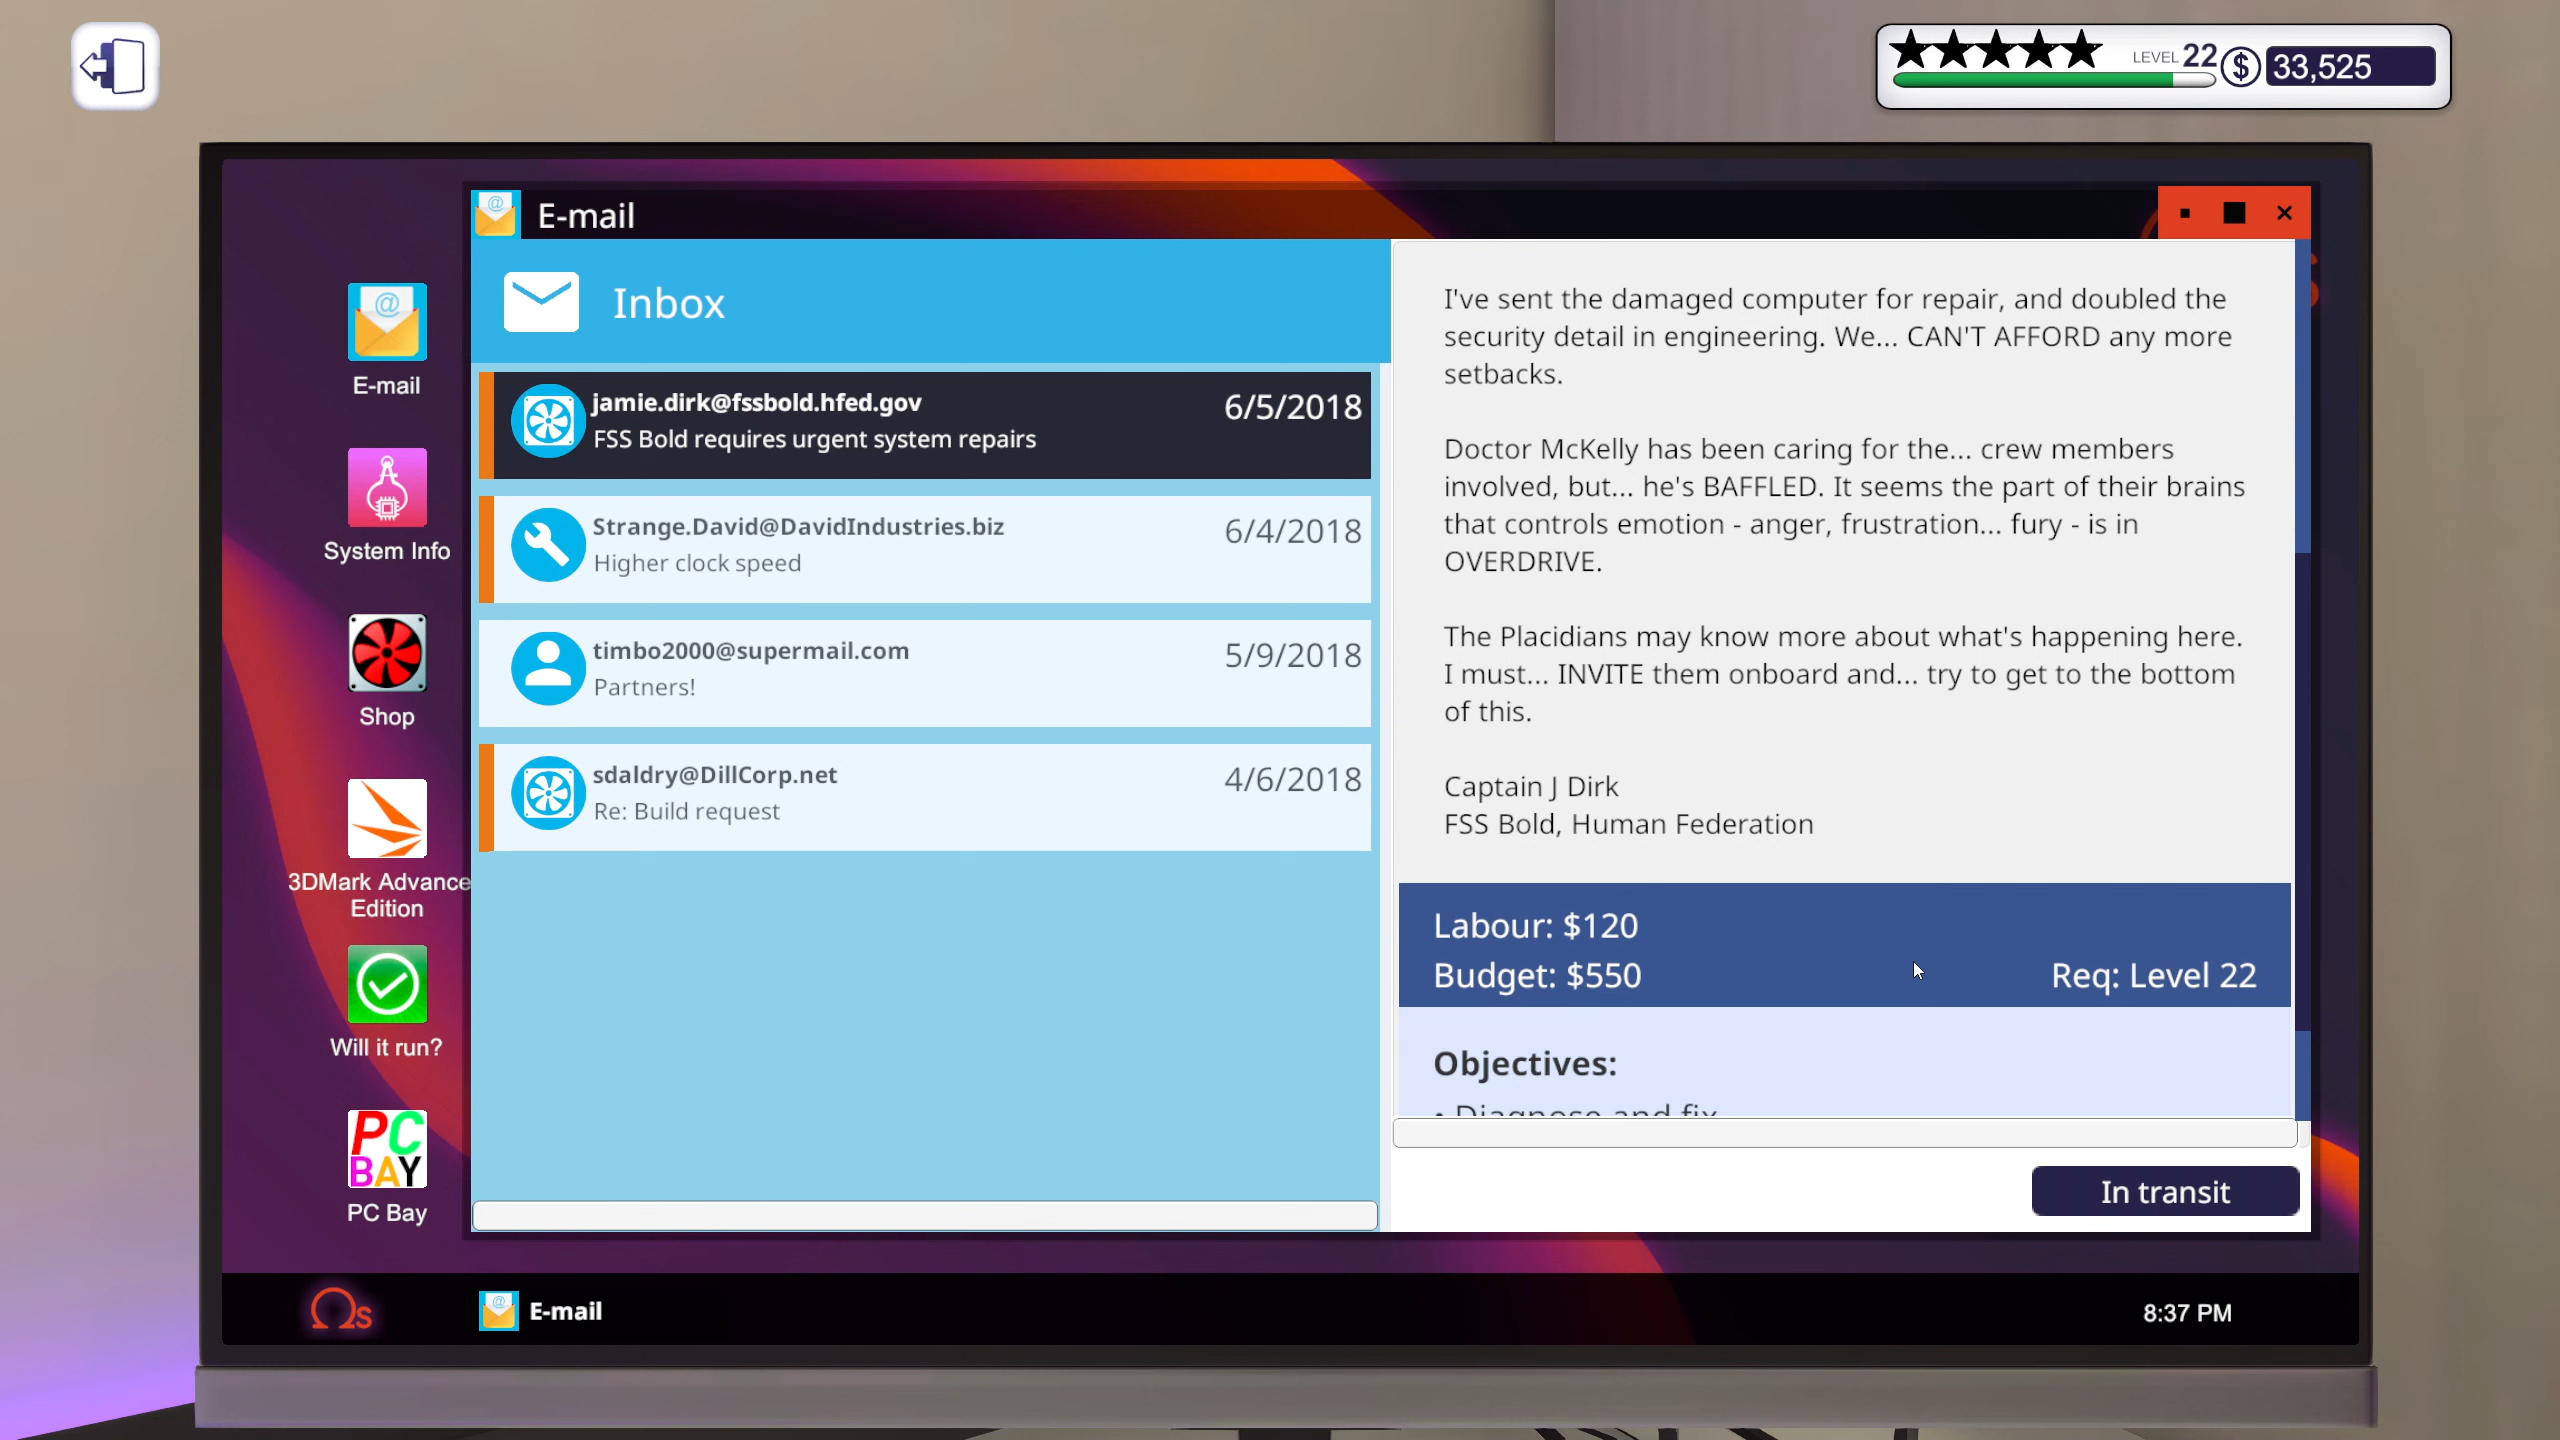 LEVEL 22
$ 33,525
E-mail
Inbox
jamie.dirk@fssbold.hfed.gov
6/5/2018
FSS Bold requires urgent system repairs
Strange.David@DavidIndustries.biz
6/4/2018
Higher clock speed
timbo2000@supermail.com
5/9/2018
Partners!
sdaldry@DillCorp.net
4/6/2018
Re: Build request
I've sent the damaged computer for repair, and doubled the
security detail in engineering. We... CAN'T AFFORD any more
setbacks.
Doctor McKelly has been caring for the... crew members
involved, but... he's BAFFLED. It seems the part of their brains
that controls emotion - anger, frustration... fury - is in
OVERDRIVE.
The Placidians may know more about what's happening here.
I must... INVITE them onboard and... try to get to the bottom
of this.
Captain J Dirk
FSS Bold, Human Federation
Labour: $120
Budget: $550
Req: Level 22
Objectives:
• Diagnose and fix
In transit
E-mail
System Info
Shop
3DMark Advance
Edition
Will it run?
PC
BAY
PC Bay
Ωs
E-mail
8:37 PM